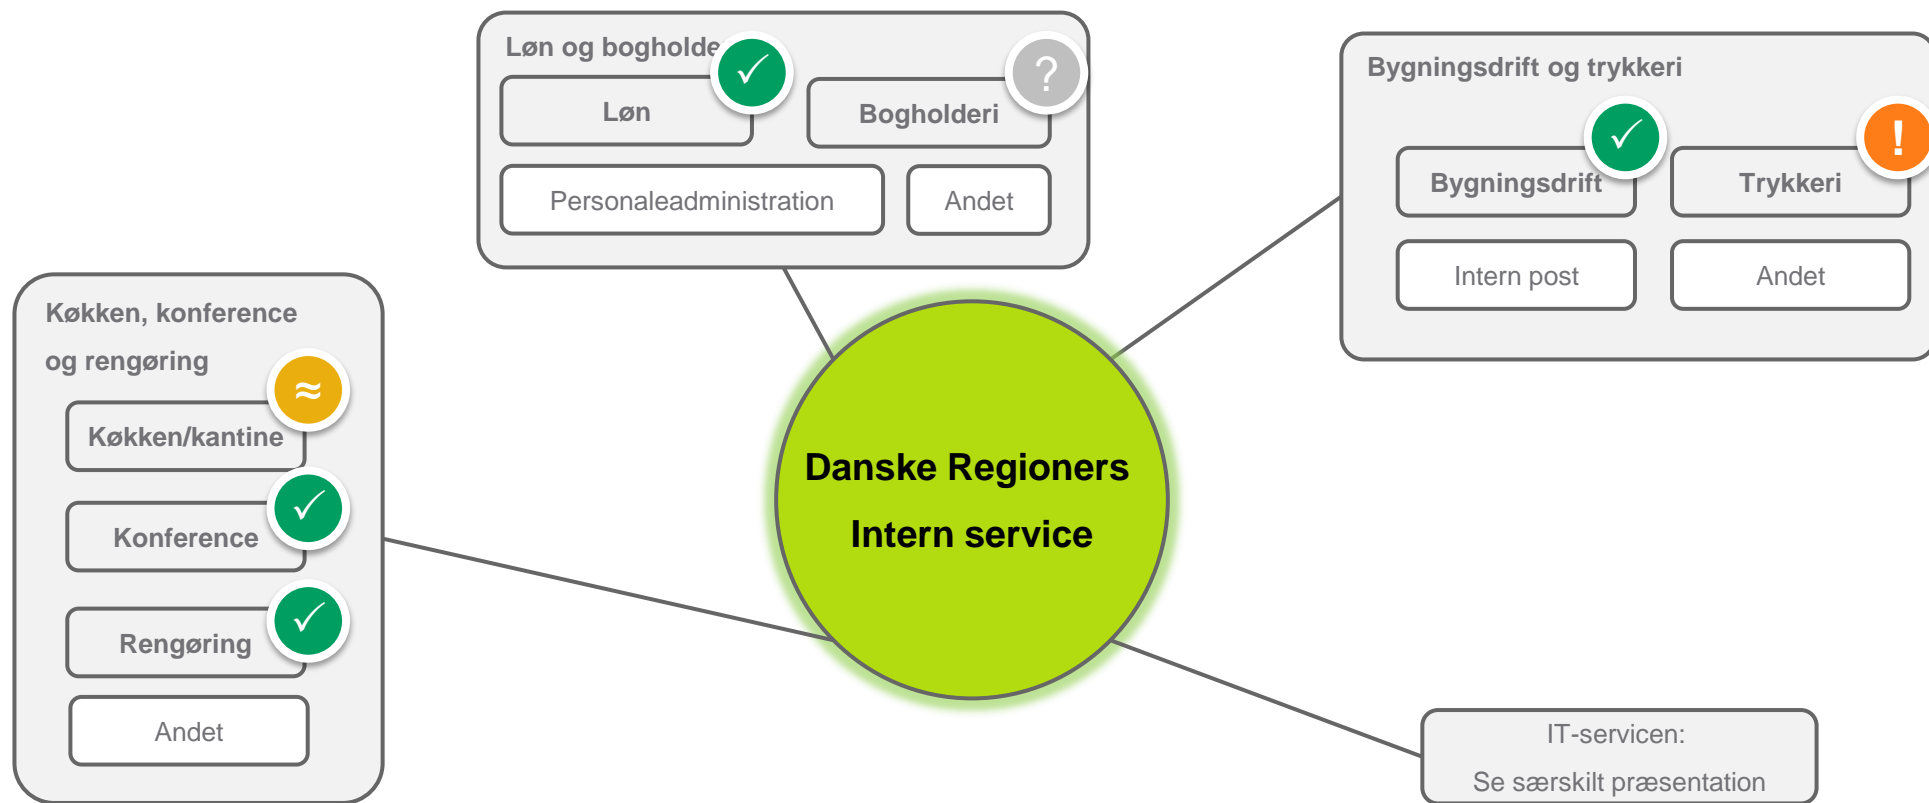 Løn og bogholde
Løn
?
Bogholderi
Personaleadministration
Andet
Bygningsdrift og trykkeri
Bygningsdrift
!
Trykkeri
Intern post
Andet
Køkken, konference
og rengøring
≈
Køkken/kantine
Konference
Rengøring
Andet
Danske Regioners
Intern service
IT-servicen:
Se særskilt præsentation